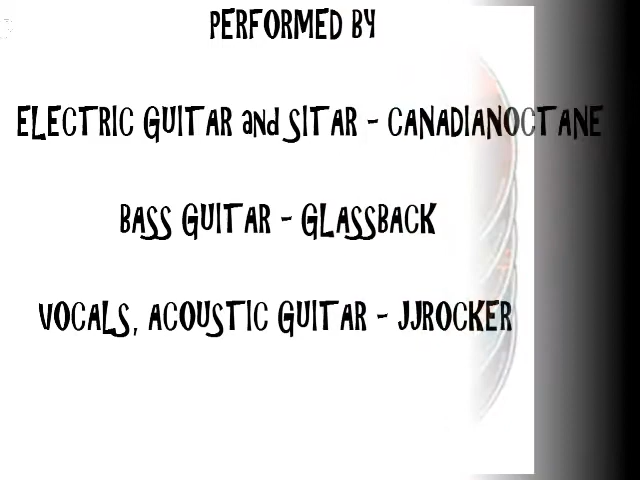 PERFORMED BY
ELECTRIC GUITAR and SITAR - CANADIANOCTANE
BASS GUITAR - GLASSBACK
VOCALS, ACOUSTIC GUITAR - JJROCKER